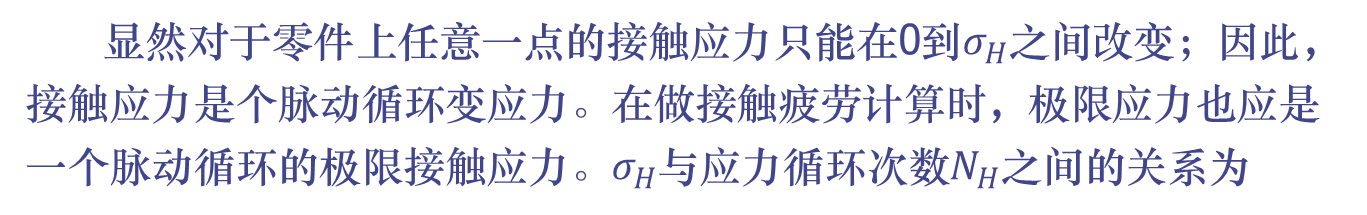 显然对于零件上任意一点的接触应力只能在0到σH之间改变；因此，
接触应力是个脉动循环变应力。在做接触疲劳计算时，极限应力也应是
一个脉动循环的极限接触应力。σH与应力循环次数NH之间的关系为